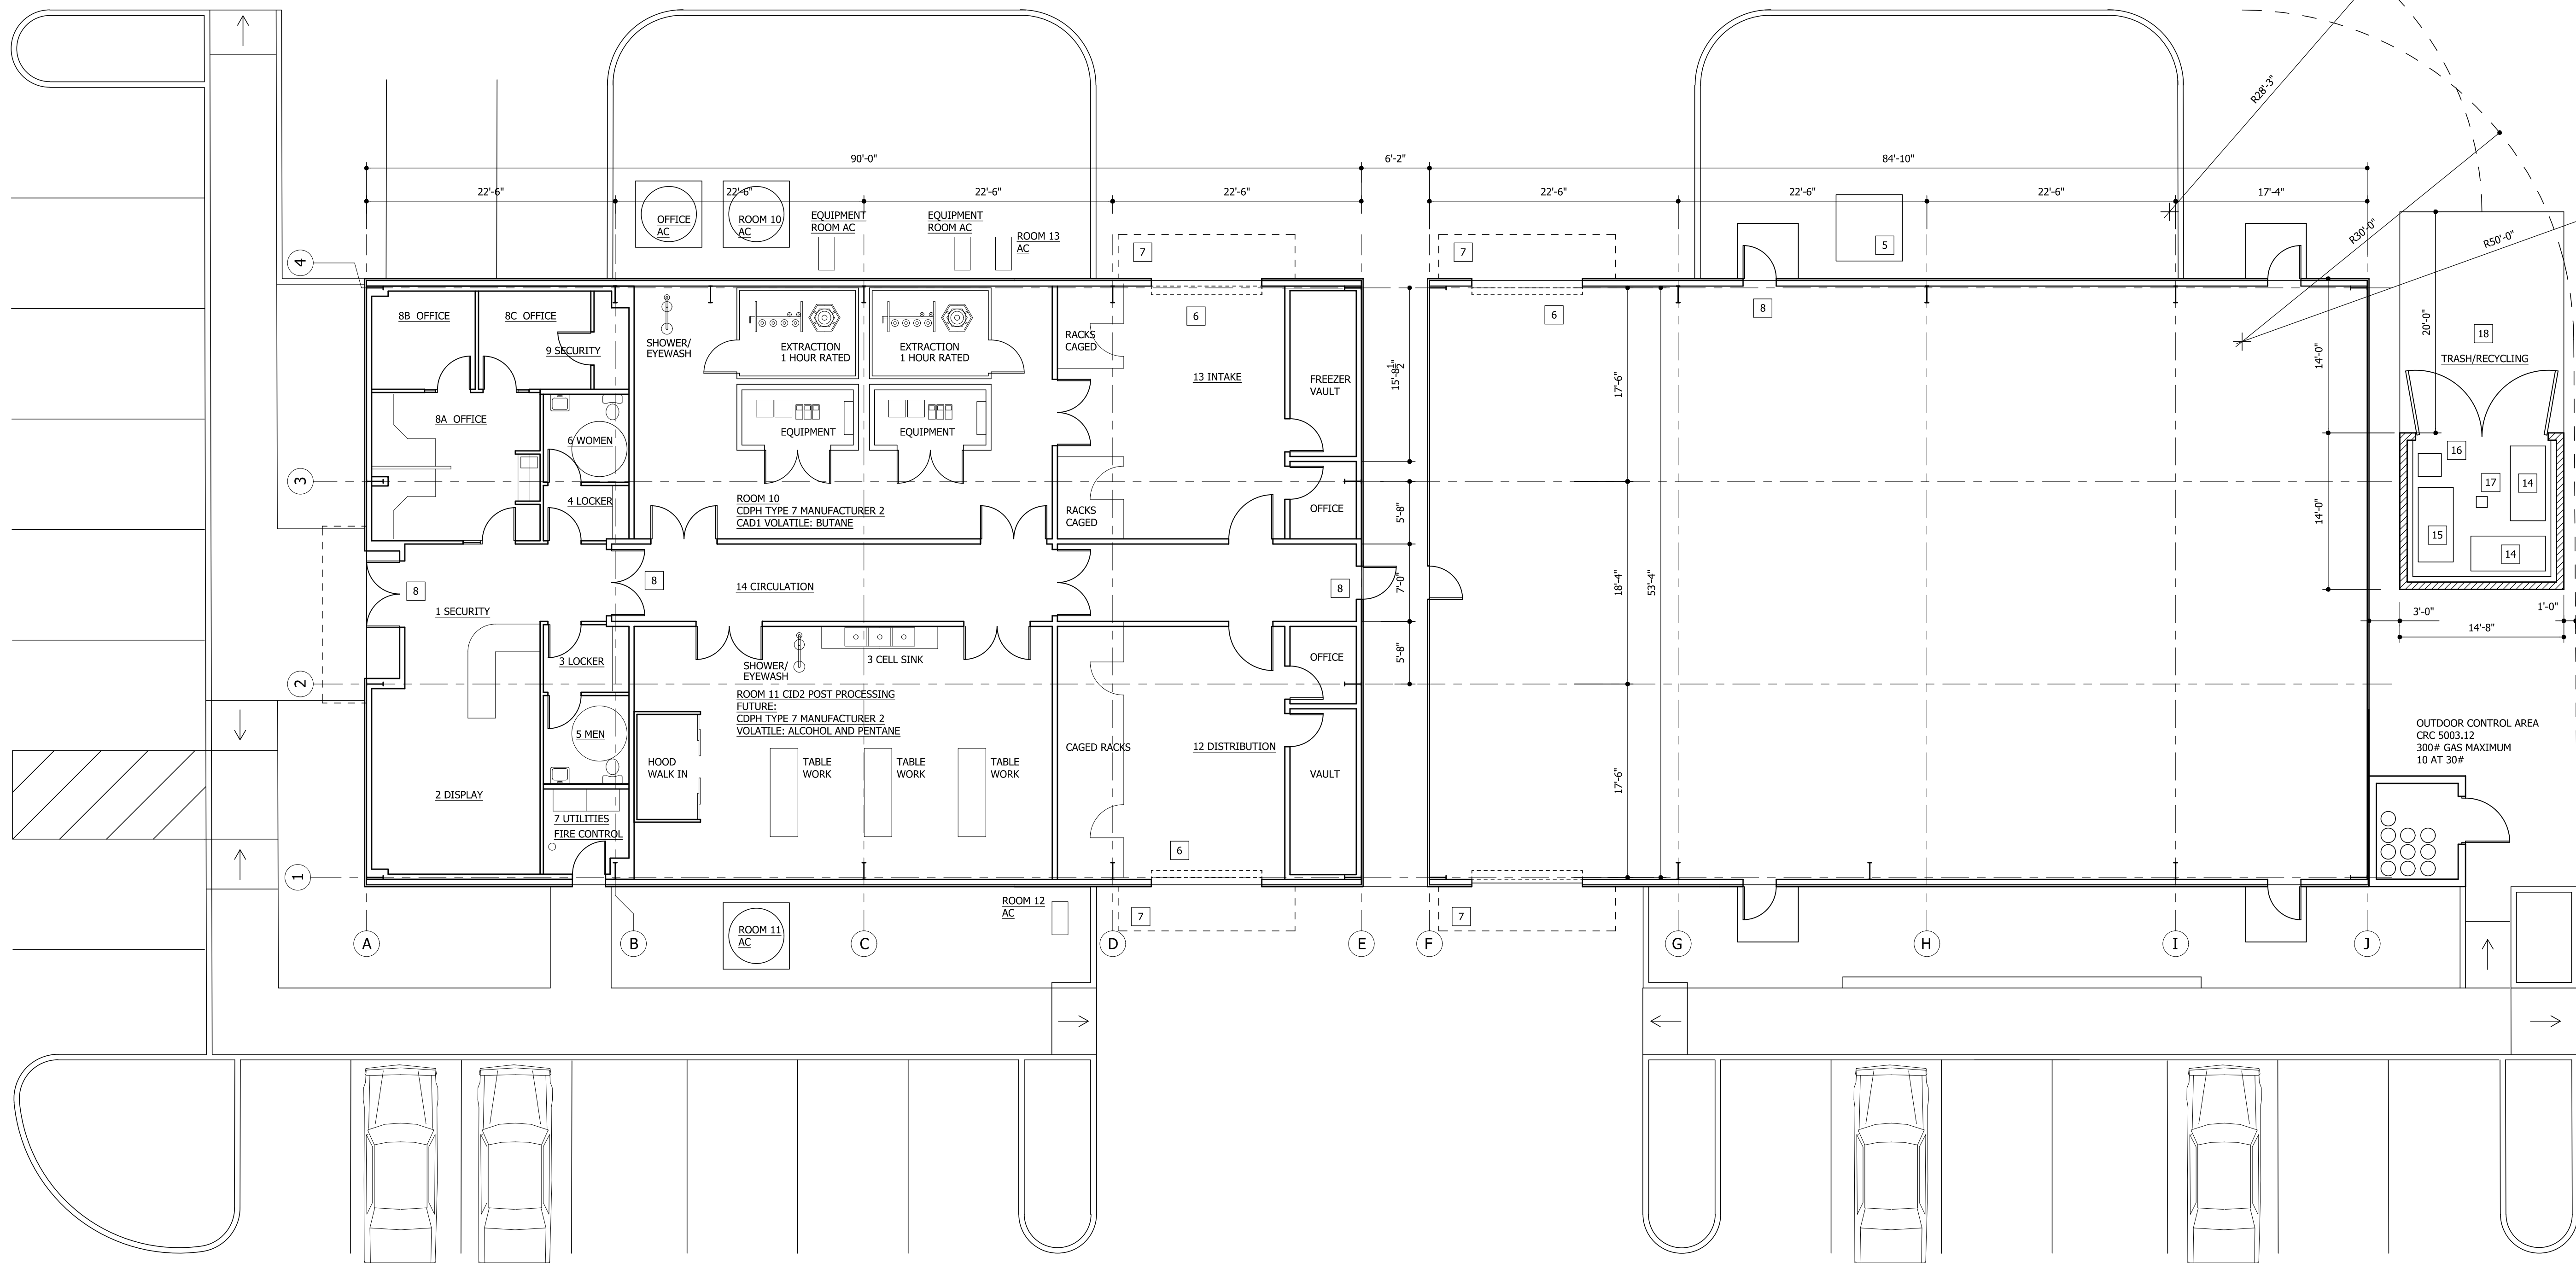 R28'-3"
90'-0"
6'-2"
84'-10"
22'-6"
22'-6"
22'-6"
22'-6"
22'-6"
22'-6"
22'-6"
17'-4"
OFFICE
AC
ROOM 10
AC
EQUIPMENT
ROOM AC
EQUIPMENT
ROOM AC
ROOM 13
AC
7
7
5
R30'-0"
R50'-0"
4
8B OFFICE
8C OFFICE
9 SECURITY
SHOWER/
EYEWASH
EXTRACTION
1 HOUR RATED
EXTRACTION
1 HOUR RATED
RACKS
CAGED
6
6
8
13 INTAKE
FREEZER
VAULT
15'-8 1/2"
17'-6"
14'-0"
20'-0"
18
TRASH/RECYCLING
8A OFFICE
6 WOMEN
EQUIPMENT
EQUIPMENT
3
4 LOCKER
ROOM 10
CDPH TYPE 7 MANUFACTURER 2
CAD1 VOLATILE: BUTANE
RACKS
CAGED
OFFICE
5'-8"
14'-0"
16
17
14
15
14
8
8
14 CIRCULATION
8
7'-0"
18'-4"
53'-4"
1 SECURITY
3'-0"
1'-0"
14'-8"
2
3 LOCKER
SHOWER/
EYEWASH
3 CELL SINK
OFFICE
5'-8"
ROOM 11 CID2 POST PROCESSING
FUTURE:
CDPH TYPE 7 MANUFACTURER 2
VOLATILE: ALCOHOL AND PENTANE
5 MEN
HOOD
WALK IN
TABLE
WORK
TABLE
WORK
TABLE
WORK
CAGED RACKS
12 DISTRIBUTION
VAULT
17'-6"
OUTDOOR CONTROL AREA
CRC 5003.12
300# GAS MAXIMUM
10 AT 30#
2 DISPLAY
7 UTILITIES
FIRE CONTROL
6
1
ROOM 12
AC
7
7
ROOM 11
AC
A
B
C
D
E
F
G
H
I
J